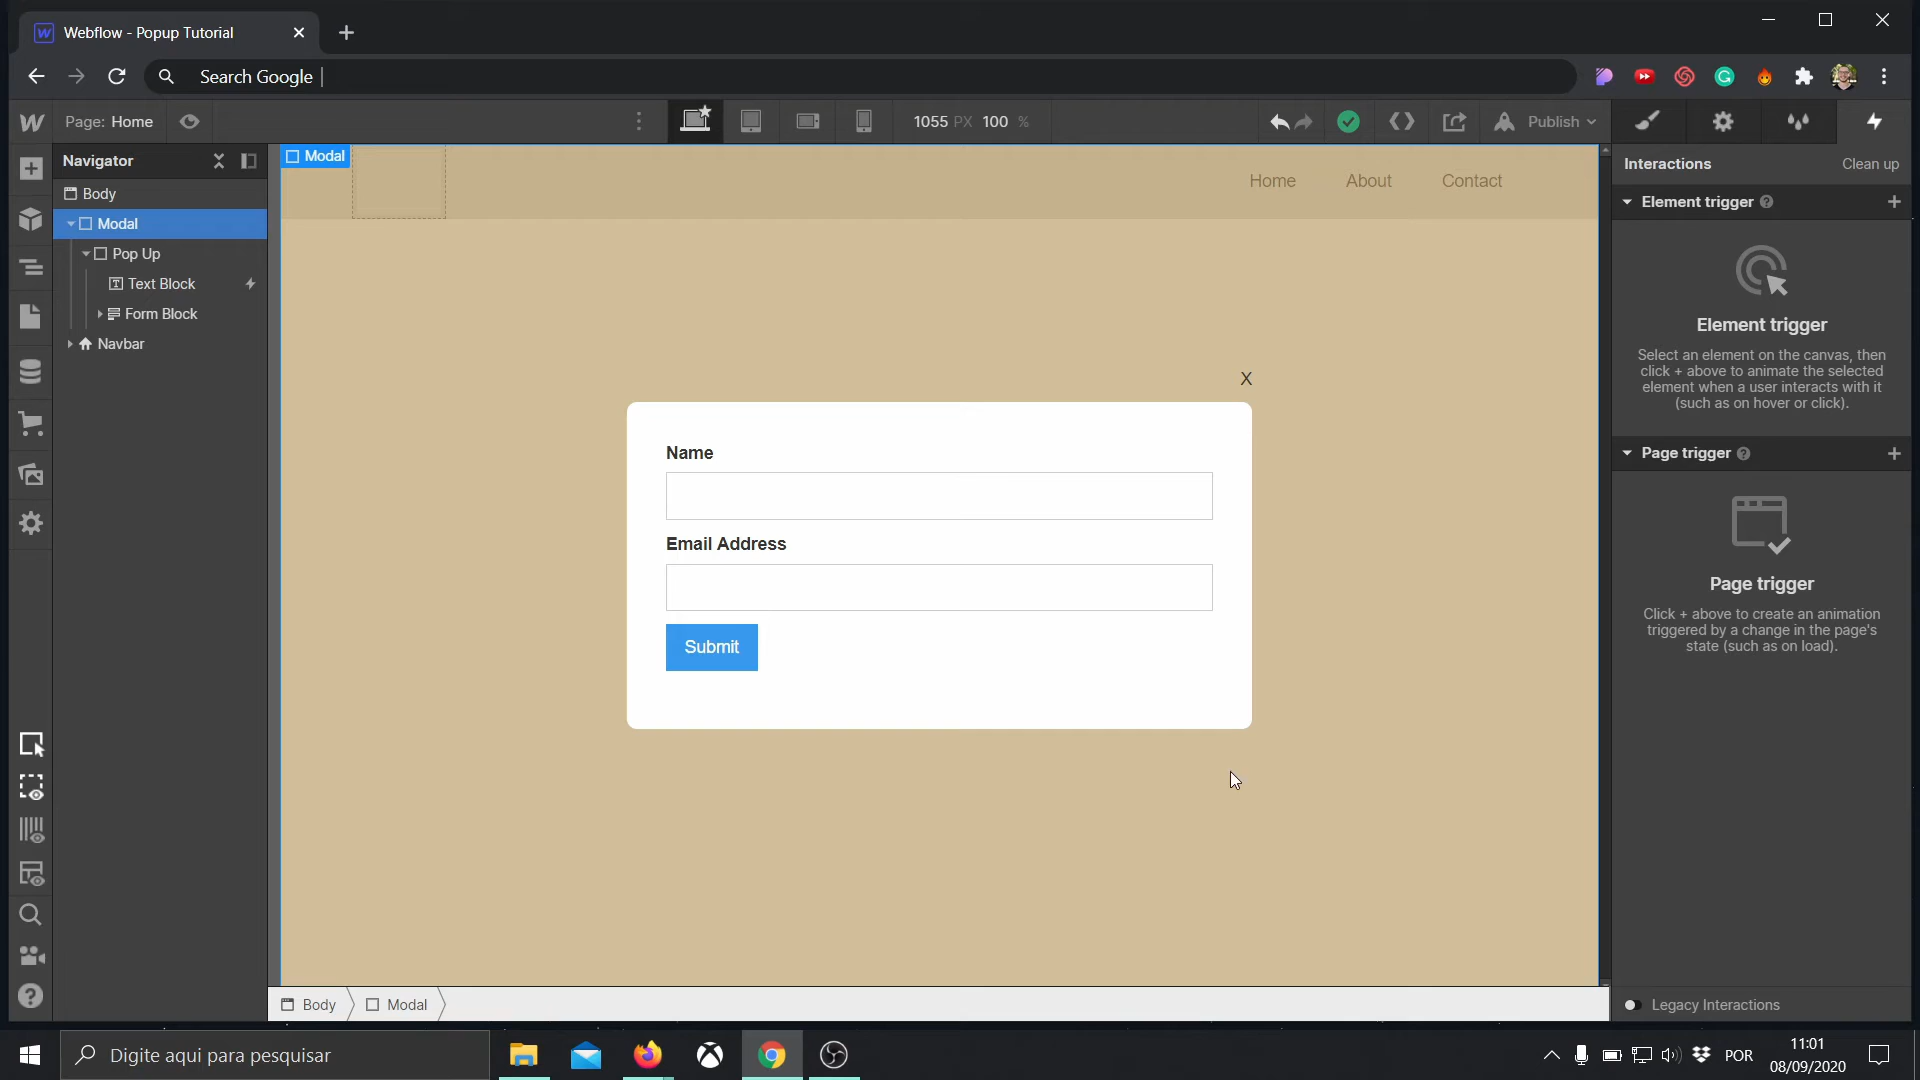 Webflow - Popup Tutorial
Search Google
Page: Home
1055 PX 100 %
Publish
Navigator
Body
Modal
Pop Up
Text Block
Form Block
Navbar
Modal
Home About Contact
X
Name
Email Address
Submit
Interactions Clean up
Element trigger
Element trigger
Select an element on the canvas, then
click + above to animate the selected
element when a user interacts with it
(such as on hover or click).
Page trigger
Page trigger
Click + above to create an animation
triggered by a change in the page's
state (such as on load).
Body Modal
Legacy Interactions
Digite aqui para pesquisar
POR
11:01
08/09/2020